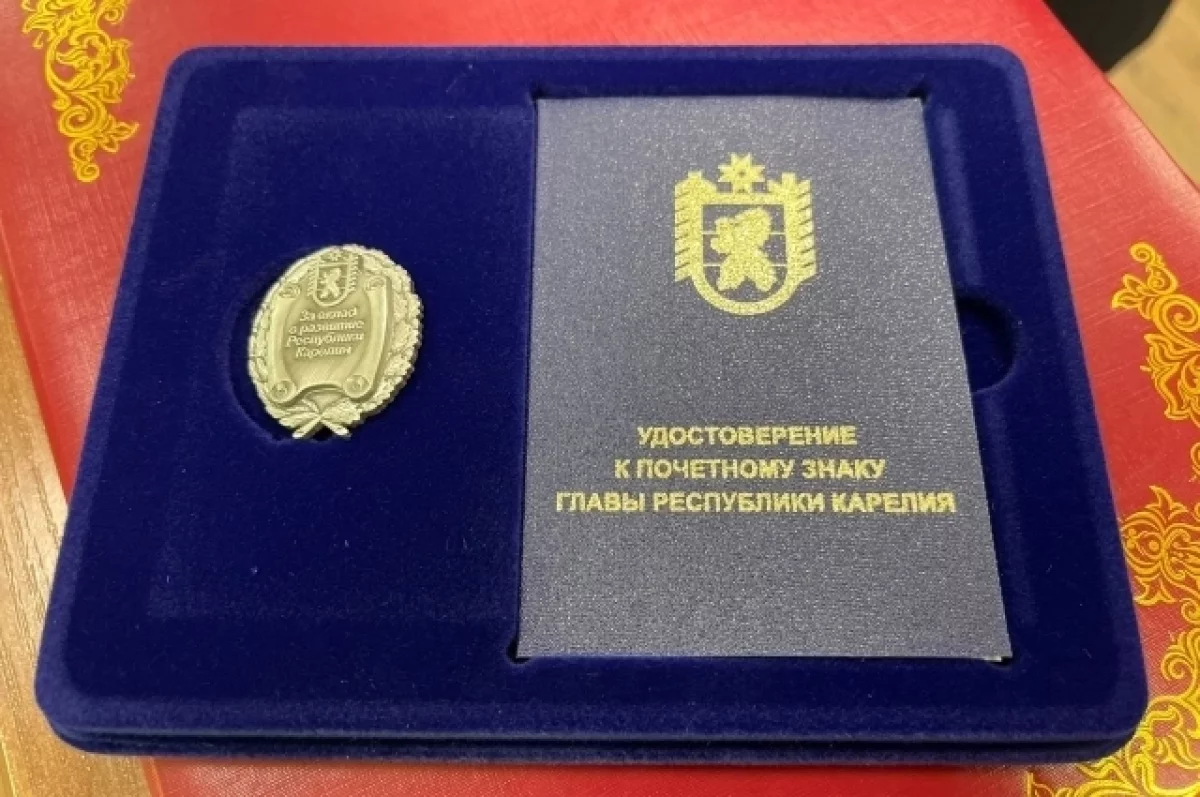 За вклад
в развитие
Республики
Карелия
УДОСТОВЕРЕНИЕ
К ПОЧЕТНОМУ ЗНАКУ
ГЛАВЫ РЕСПУБЛИКИ КАРЕЛИЯ